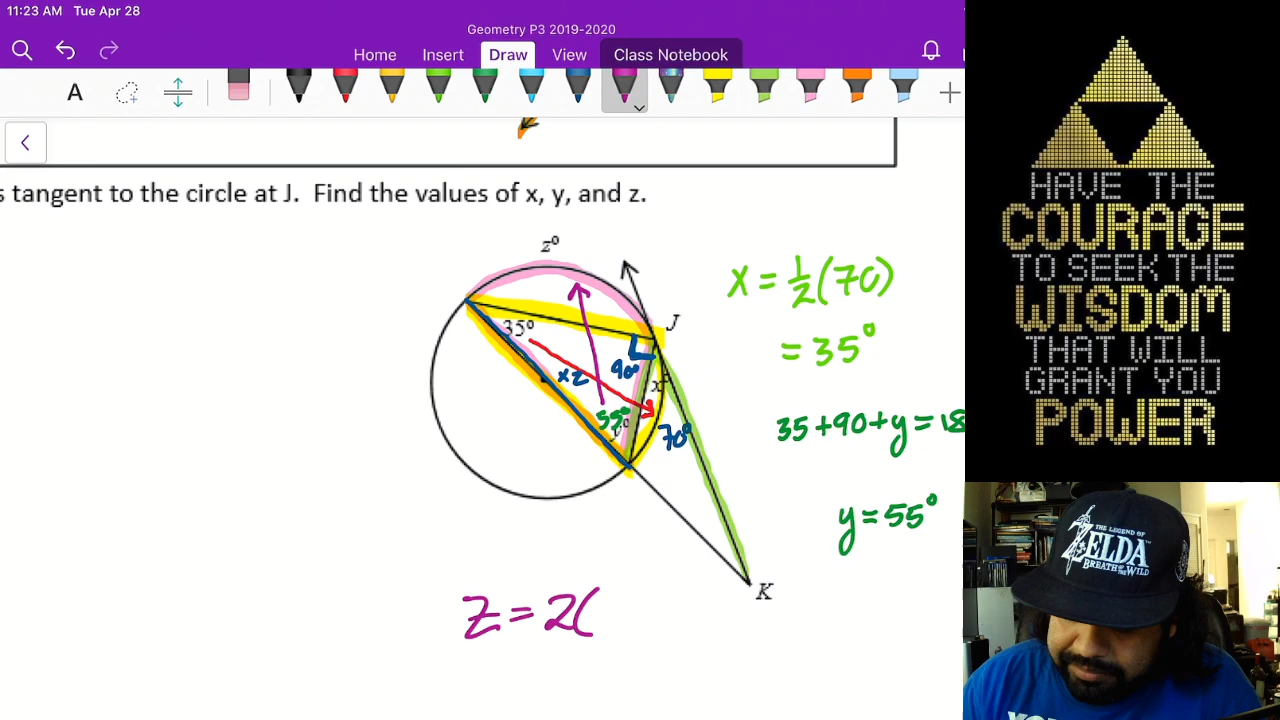 11:23 AM Tue Apr 28
Geometry P3 2019-2020
Home Insert Draw View Class Notebook
A
s tangent to the circle at J. Find the values of x, y, and z.
z°
J
35°
90°
x°
xz
55°
y°
70°
K
x = ½(70)
= 35°
35+90+y=18
y=55°
z=2(
HAVE THE
COURAGE
TO SEEK THE
WISDOM
THAT WILL
GRANT YOU
POWER
THE LEGEND OF
ZELDA
BREATH OF THE WILD